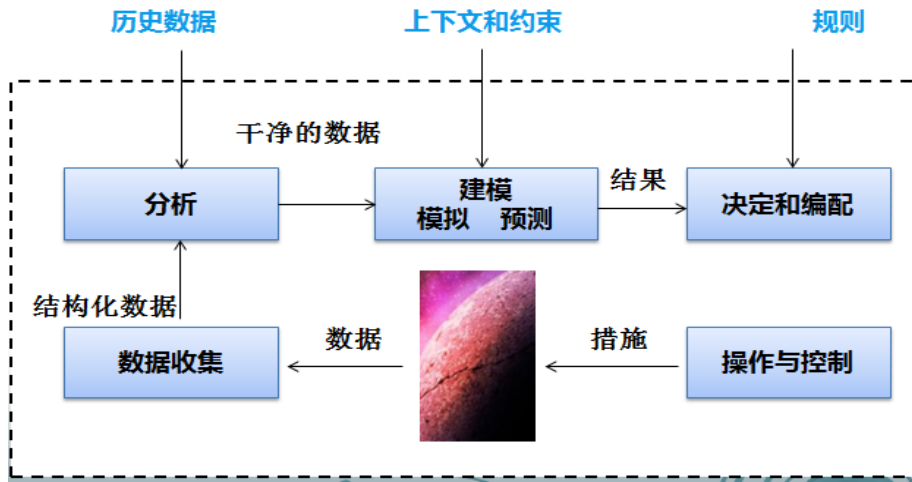 历史数据
上下文和约束
规则
干净的数据
分析
建模
模拟 预测
结果
决定和编配
结构化数据
数据收集
数据
措施
操作与控制